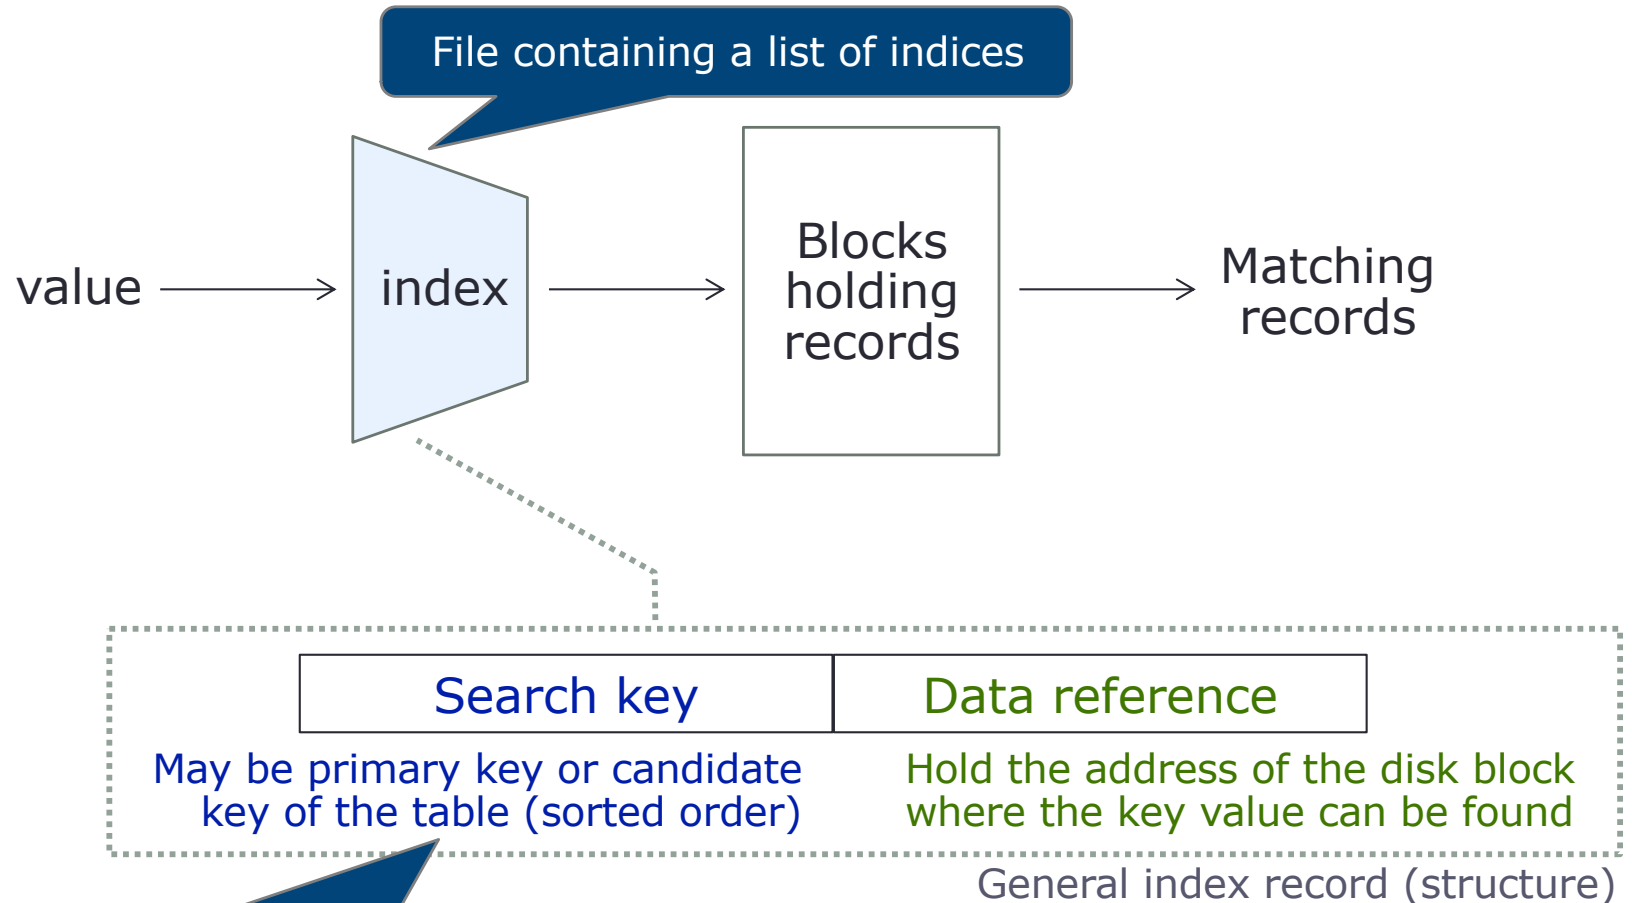 File containing a list of indices
value
index
Blocks
holding
records
Matching
records
Search key
Data reference
May be primary key or candidate
key of the table (sorted order)
Hold the address of the disk block
where the key value can be found
General index record (structure)